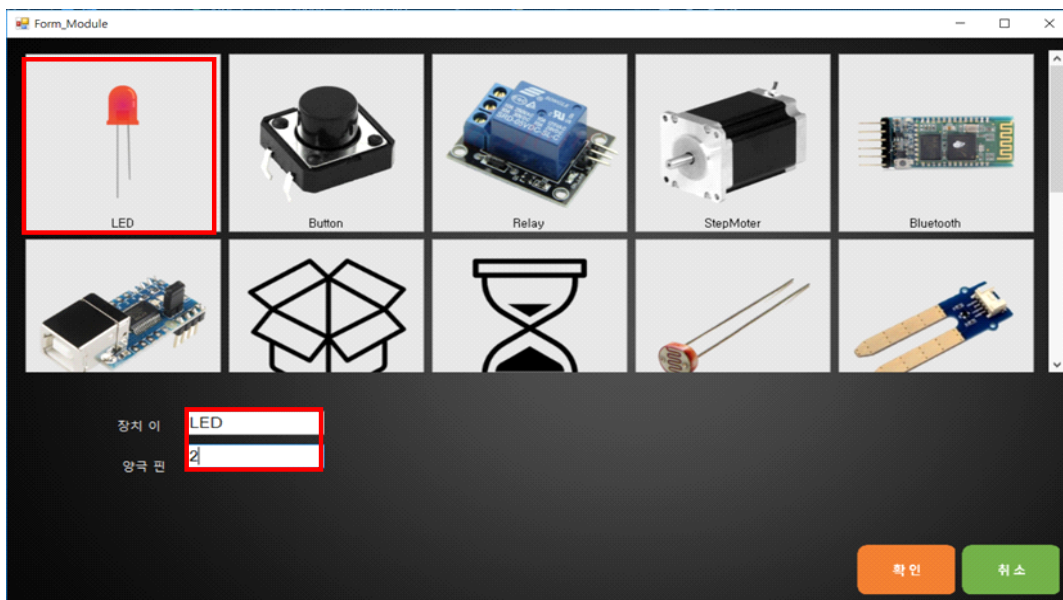 Form_Module
LED
Button
Relay
StepMoter
Bluetooth
장치 이
LED
양극 핀
2
확 인
취 소